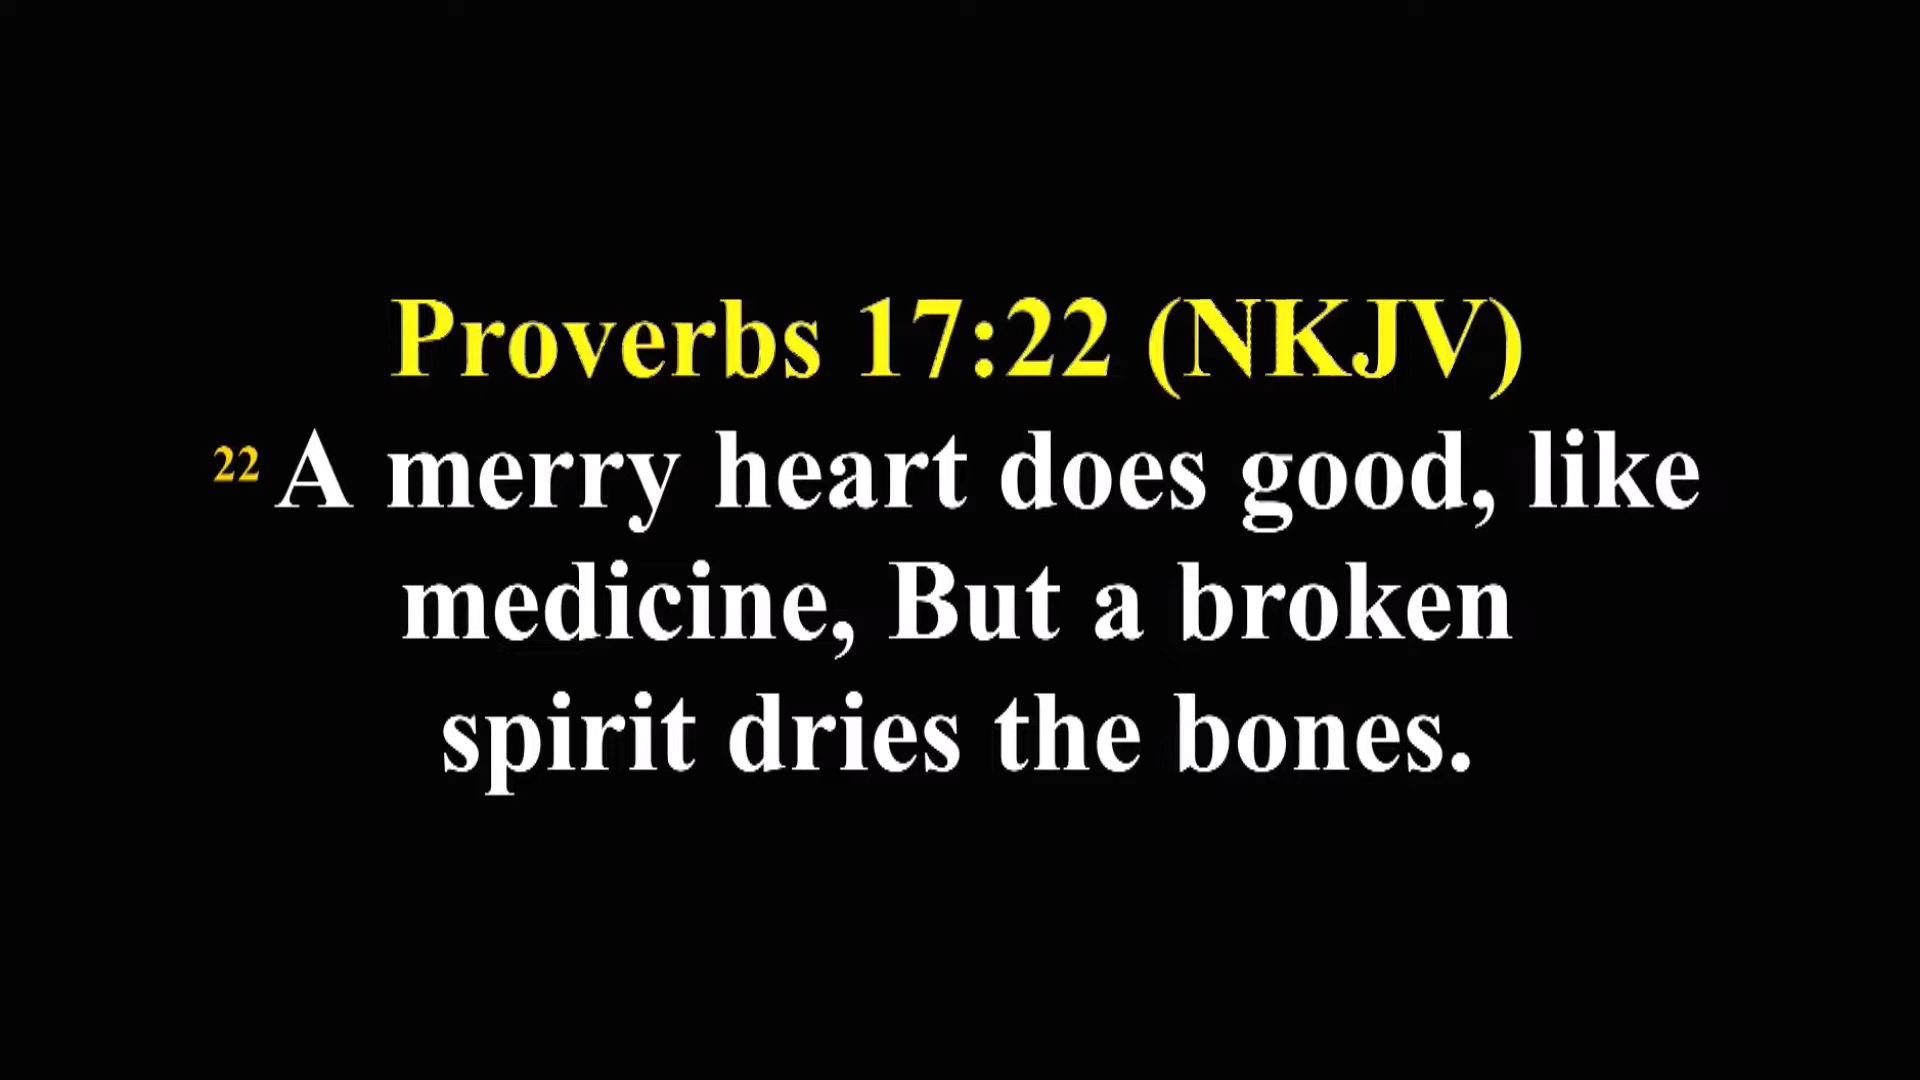 Proverbs 17:22 (NKJV)
22 A merry heart does good, like
medicine, But a broken
spirit dries the bones.